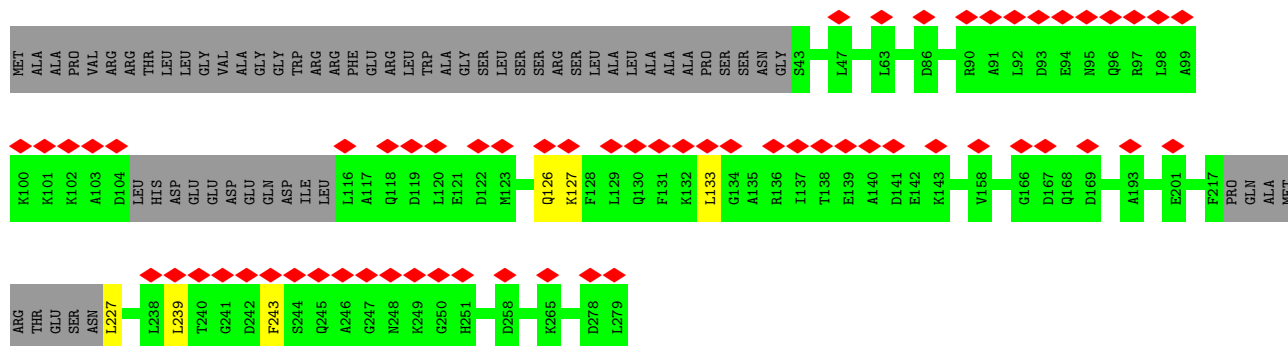 MET ALA ALA PRO VAL ARG ARG THR LEU LEU GLY VAL ALA GLY GLY TRP ARG ARG PHE GLU ARG LEU TRP ALA GLY SER LEU SER SER ARG SER LEU ALA LEU ALA ALA ALA PRO SER SER ASN GLY S43 L47 L63 D86 R90 A91 L92 D93 E94 N95 Q96 R97 L98 A99
K100 K101 K102 A103 D104 LEU HIS ASP GLU GLU ASP GLU GLN ASP ILE LEU L116 A117 Q118 D119 L120 E121 D122 M123 Q126 K127 F128 L129 Q130 F131 K132 L133 G134 A135 R136 I137 T138 E139 A140 D141 E142 K143 V158 G166 D167 Q168 D169 A193 E201 F217 PRO GLN ALA MET
ARG THR GLU SER ASN L227 L238 L239 T240 G241 D242 F243 S244 Q245 A246 G247 N248 K249 G250 H251 D258 K265 D278 L279